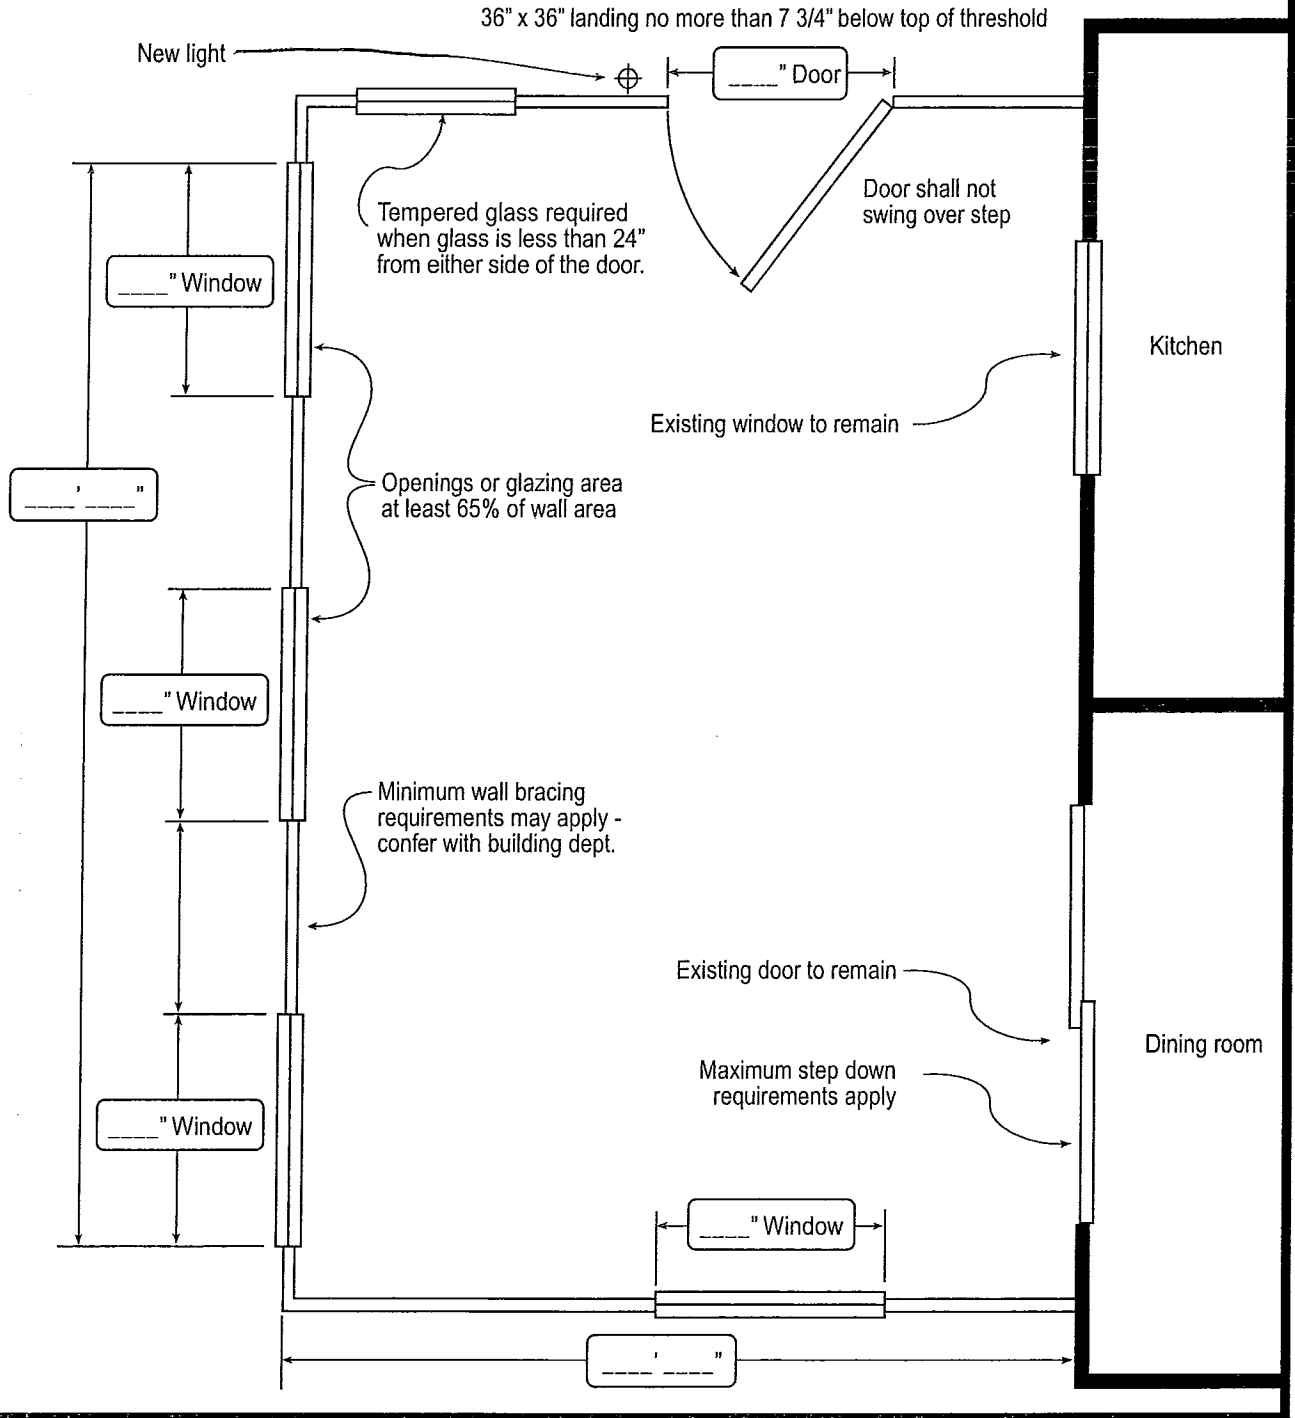 36” x 36” landing no more than 7 3/4” below top of threshold
New light
____” Door
Tempered glass required
when glass is less than 24”
from either side of the door.
Door shall not
swing over step
____” Window
Kitchen
Existing window to remain
____’ ____”
Openings or glazing area
at least 65% of wall area
____” Window
Minimum wall bracing
requirements may apply -
confer with building dept.
Existing door to remain
Dining room
Maximum step down
requirements apply
____” Window
____” Window
____’ ____”